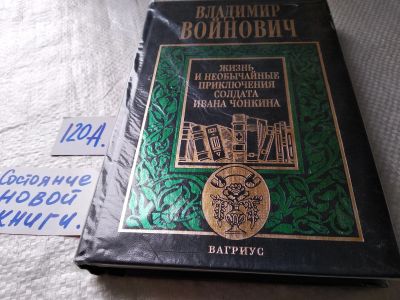 ВЛАДИМИР
ВОЙНОВИЧ
ЖИЗНЬ
И НЕОБЫЧАЙНЫЕ
ПРИКЛЮЧЕНИЯ
СОЛДАТА
ИВАНА ЧОНКИНА
ВАГРИУС
120Д.
Состояние
НОВОЙ
КНИГИ.